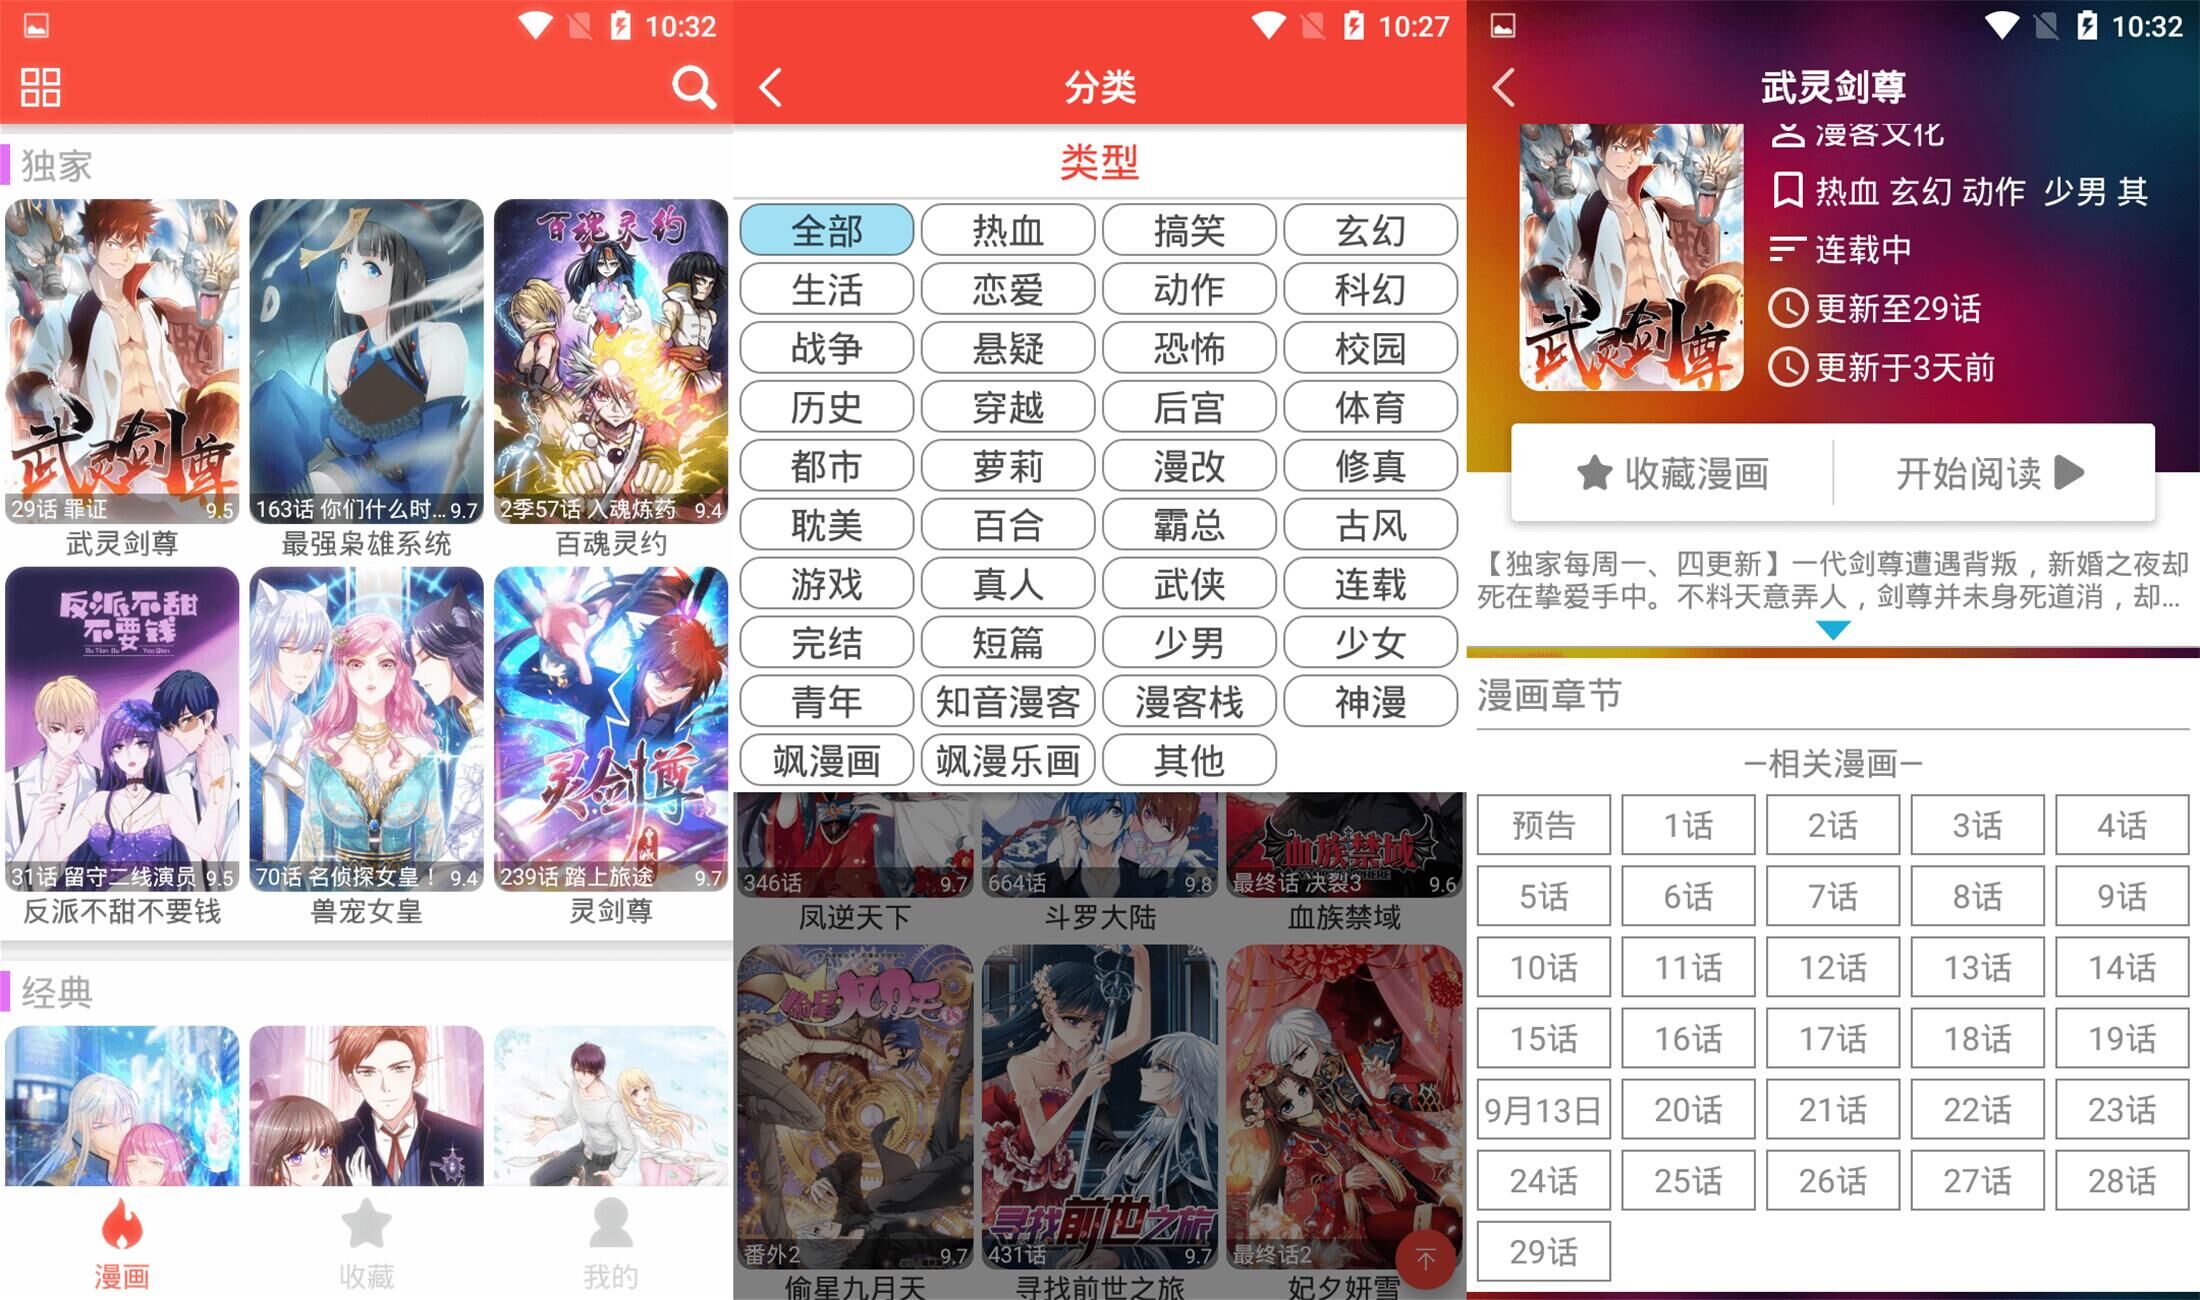 10:32
独家
武灵剑尊
29话 罪证 9.5
武灵剑尊
163话 你们什么时... 9.7
最强枭雄系统
百魂灵约
2季57话 入魂炼药 9.4
百魂灵约
反派不甜
不要钱
Bu Tian Bu Yao Qian
31话 留守二线演员 9.5
反派不甜不要钱
70话 名侦探女皇！ 9.4
兽宠女皇
灵剑尊
239话 踏上旅途 9.7
灵剑尊
经典
漫画
收藏
我的
10:27
分类
类型
全部 热血 搞笑 玄幻
生活 恋爱 动作 科幻
战争 悬疑 恐怖 校园
历史 穿越 后宫 体育
都市 萝莉 漫改 修真
耽美 百合 霸总 古风
游戏 真人 武侠 连载
完结 短篇 少男 少女
青年 知音漫客 漫客栈 神漫
飒漫画 飒漫乐画 其他
346话 9.7
凤逆天下
664话 9.8
斗罗大陆
血族禁域
最终话 决裂3 9.6
血族禁域
偷星九月天
番外2 9.7
偷星九月天
寻找前世之旅
431话 9.7
寻找前世之旅
最终话2
妃夕妍雪
10:32
武灵剑尊
武灵剑尊
漫客文化
热血 玄幻 动作 少男 其
连载中
更新至29话
更新于3天前
收藏漫画
开始阅读
【独家每周一、四更新】一代剑尊遭遇背叛，新婚之夜却
死在挚爱手中。不料天意弄人，剑尊并未身死道消，却...
漫画章节
—相关漫画—
预告 1话 2话 3话 4话
5话 6话 7话 8话 9话
10话 11话 12话 13话 14话
15话 16话 17话 18话 19话
9月13日 20话 21话 22话 23话
24话 25话 26话 27话 28话
29话